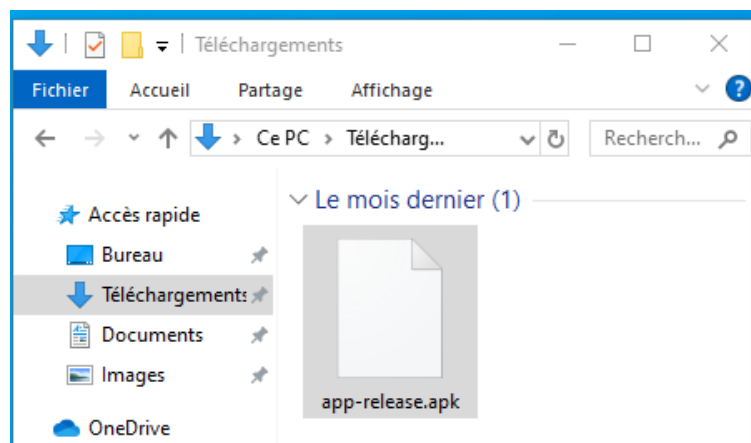 Téléchargements
Fichier Accueil Partage Affichage
Ce PC > Télécharg... Recherch...
Le mois dernier (1)
Accès rapide
Bureau
Téléchargements
Documents
Images
OneDrive
app-release.apk